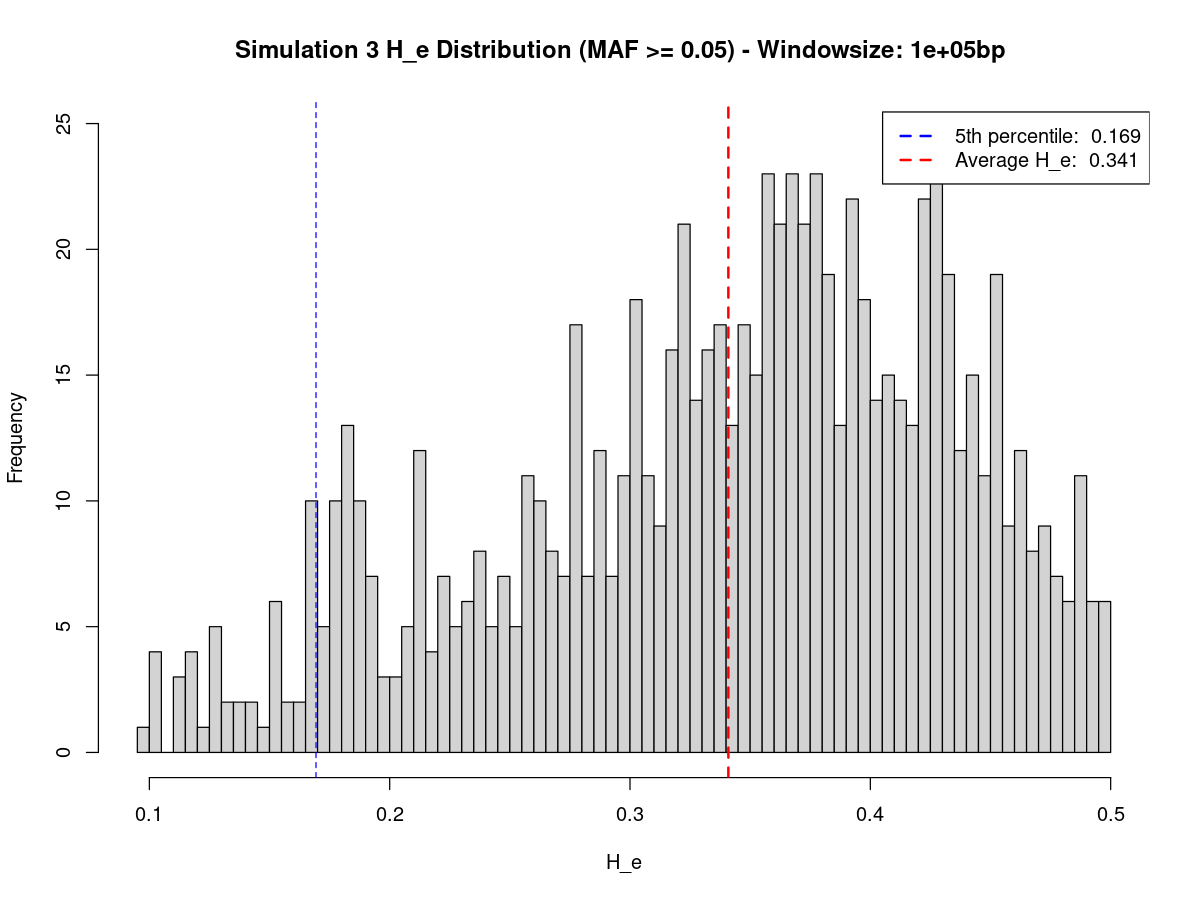 Simulation 3 H_e Distribution (MAF >= 0.05) - Windowsize: 1e+05bp
5th percentile: 0.169
Average H_e: 0.341
Frequency
25
20
15
10
5
0
0.1 0.2 0.3 0.4 0.5
H_e